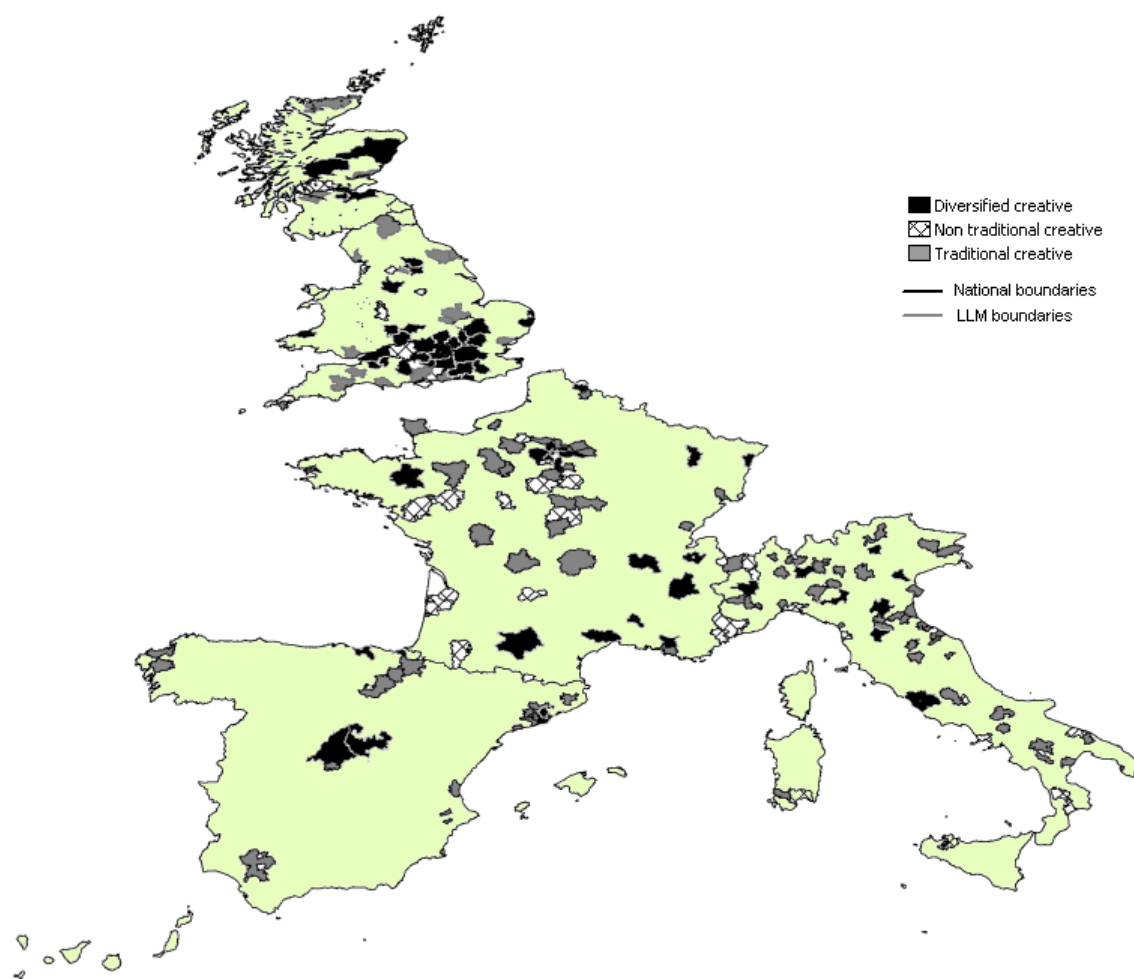 Diversified creative
Non traditional creative
Traditional creative
National boundaries
LLM boundaries